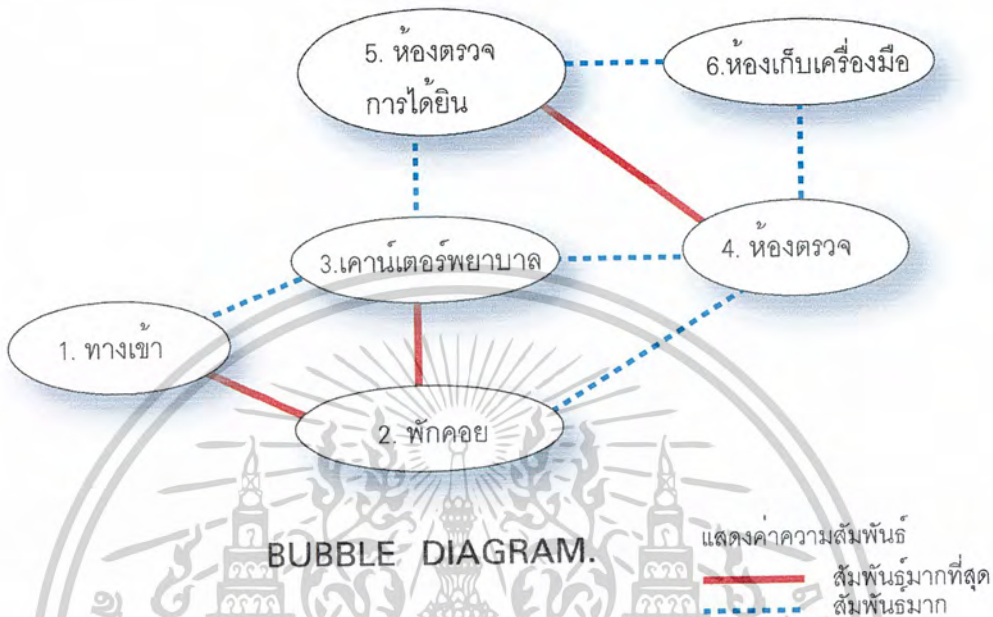 5. ห้องตรวจ
การได้ยิน
6.ห้องเก็บเครื่องมือ
3.เคาน์เตอร์พยาบาล
4. ห้องตรวจ
1. ทางเข้า
2. พักคอย
BUBBLE DIAGRAM.
แสดงค่าความสัมพันธ์
สัมพันธ์มากที่สุด
สัมพันธ์มาก